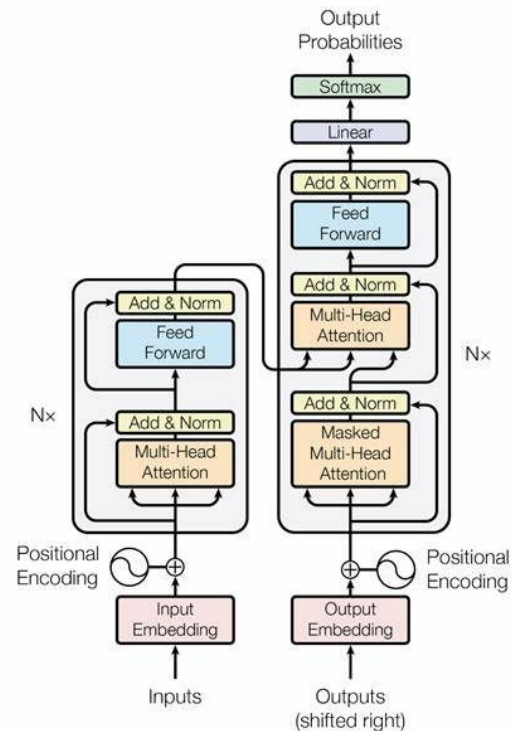 Output
Probabilities
Softmax
Linear
Add & Norm
Feed
Forward
Add & Norm
Multi-Head
Attention
Add & Norm
Masked
Multi-Head
Attention
N×
Add & Norm
Feed
Forward
N×
Add & Norm
Multi-Head
Attention
Positional
Encoding
Positional
Encoding
Input
Embedding
Output
Embedding
Inputs
Outputs
(shifted right)